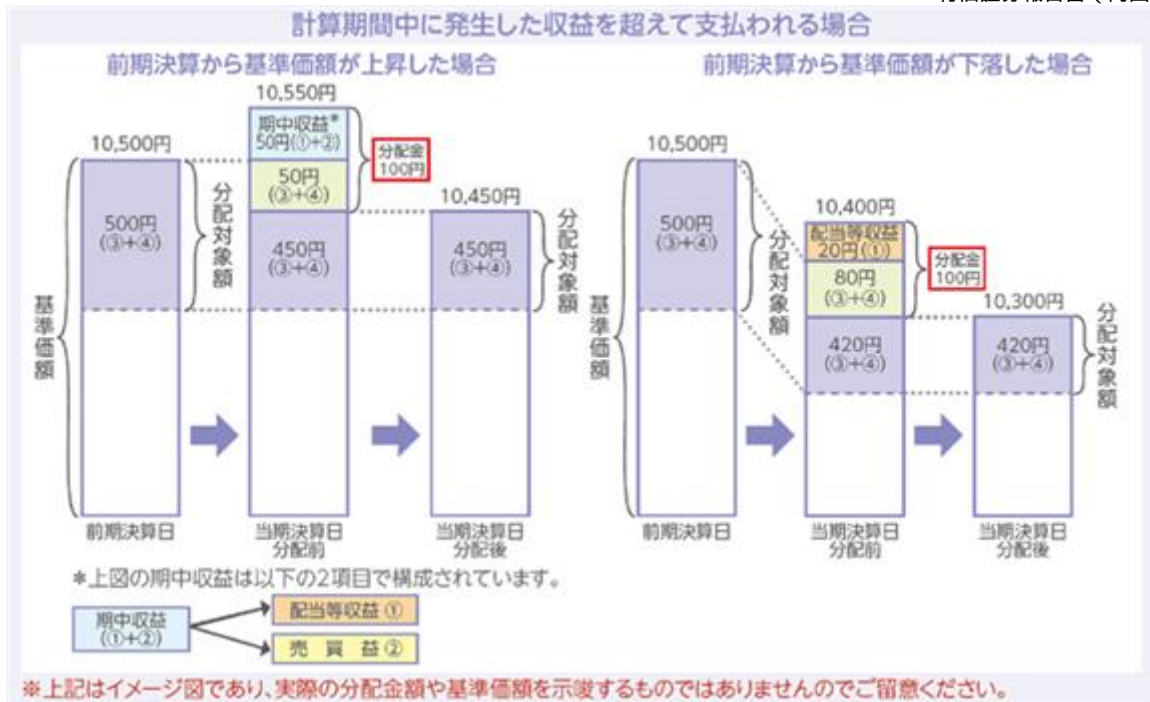 計算期間中に発生した収益を超えて支払われる場合
前期決算から基準価額が上昇した場合
10,550円
10,500円
期中収益*
50円(①+②)
分配金
100円
50円
(③+④)
10,450円
500円
(③+④)
分配対象額
450円
(③+④)
450円
(③+④)
分配対象額
基準価額
前期決算日
当期決算日
分配前
当期決算日
分配後
前期決算から基準価額が下落した場合
10,500円
10,400円
配当等収益
20円(①)
分配金
100円
500円
(③+④)
分配対象額
80円
(③+④)
10,300円
420円
(③+④)
420円
(③+④)
分配対象額
基準価額
前期決算日
当期決算日
分配前
当期決算日
分配後
*上図の期中収益は以下の2項目で構成されています。
期中収益
(①+②)
配当等収益 ①
売 買 益 ②
※上記はイメージ図であり、実際の分配金額や基準価額を示唆するものではありませんのでご留意ください。